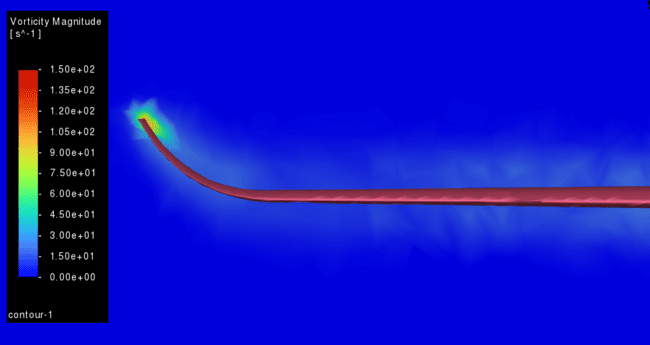 Vorticity Magnitude
[ s^-1 ]
1.50e+02
1.35e+02
1.20e+02
1.05e+02
9.00e+01
7.50e+01
6.00e+01
4.50e+01
3.00e+01
1.50e+01
0.00e+00
contour-1